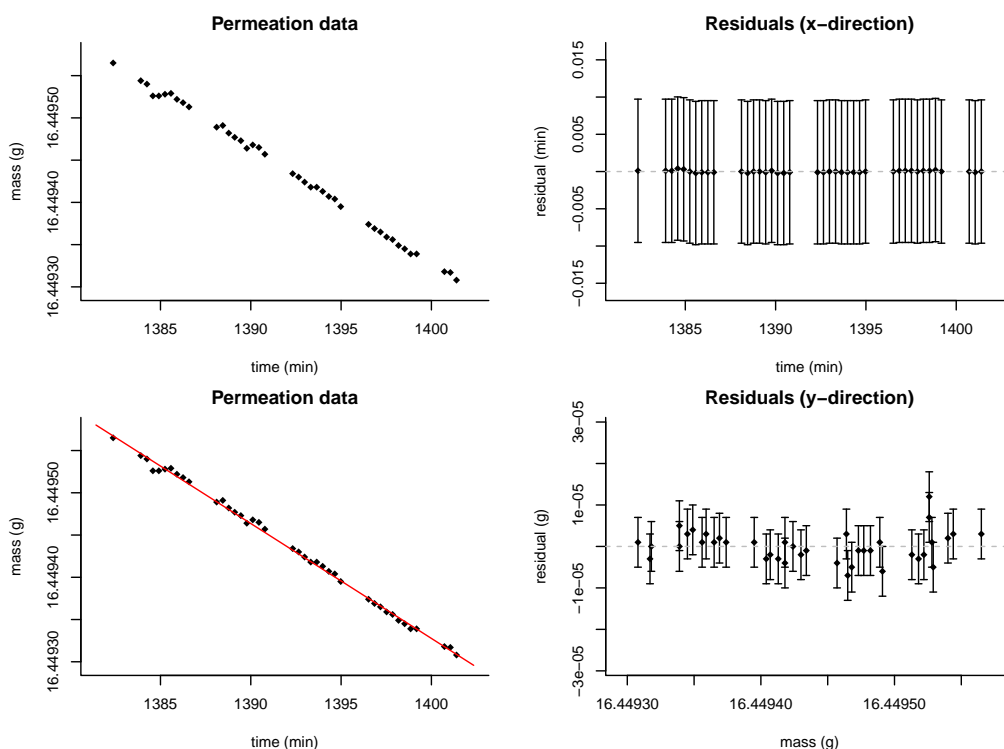 Permeation data
mass (g)
16.44950
16.44940
16.44930
1385
1390
1395
1400
time (min)
Residuals (x−direction)
residual (min)
0.015
0.005
−0.005
−0.015
1385
1390
1395
1400
time (min)
Permeation data
mass (g)
16.44950
16.44940
16.44930
1385
1390
1395
1400
time (min)
Residuals (y−direction)
residual (g)
3e−05
1e−05
−1e−05
−3e−05
16.44930
16.44940
16.44950
mass (g)